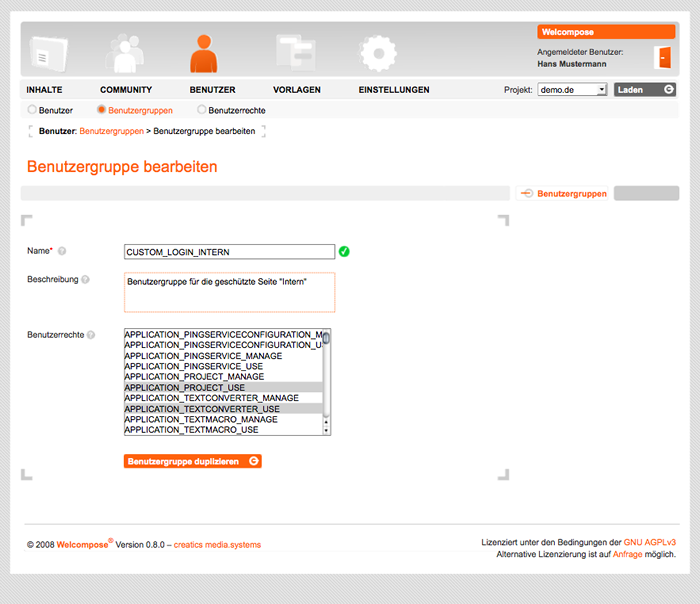 Welcompose
Angemeldeter Benutzer:
Hans Mustermann
INHALTE COMMUNITY BENUTZER VORLAGEN EINSTELLUNGEN Projekt: demo.de Laden
Benutzer Benutzergruppen Benutzerrechte
Benutzer: Benutzergruppen > Benutzergruppe bearbeiten
Benutzergruppe bearbeiten
Benutzergruppen
Name* ? CUSTOM_LOGIN_INTERN
Beschreibung ? Benutzergruppe für die geschützte Seite "Intern"
Benutzerrechte ? APPLICATION_PINGSERVICECONFIGURATION_M
APPLICATION_PINGSERVICECONFIGURATION_U
APPLICATION_PINGSERVICE_MANAGE
APPLICATION_PINGSERVICE_USE
APPLICATION_PROJECT_MANAGE
APPLICATION_PROJECT_USE
APPLICATION_TEXTCONVERTER_MANAGE
APPLICATION_TEXTCONVERTER_USE
APPLICATION_TEXTMACRO_MANAGE
APPLICATION_TEXTMACRO_USE
Benutzergruppe duplizieren
© 2008 Welcompose® Version 0.8.0 – creatics media.systems
Lizenziert unter den Bedingungen der GNU AGPLv3
Alternative Lizenzierung ist auf Anfrage möglich.